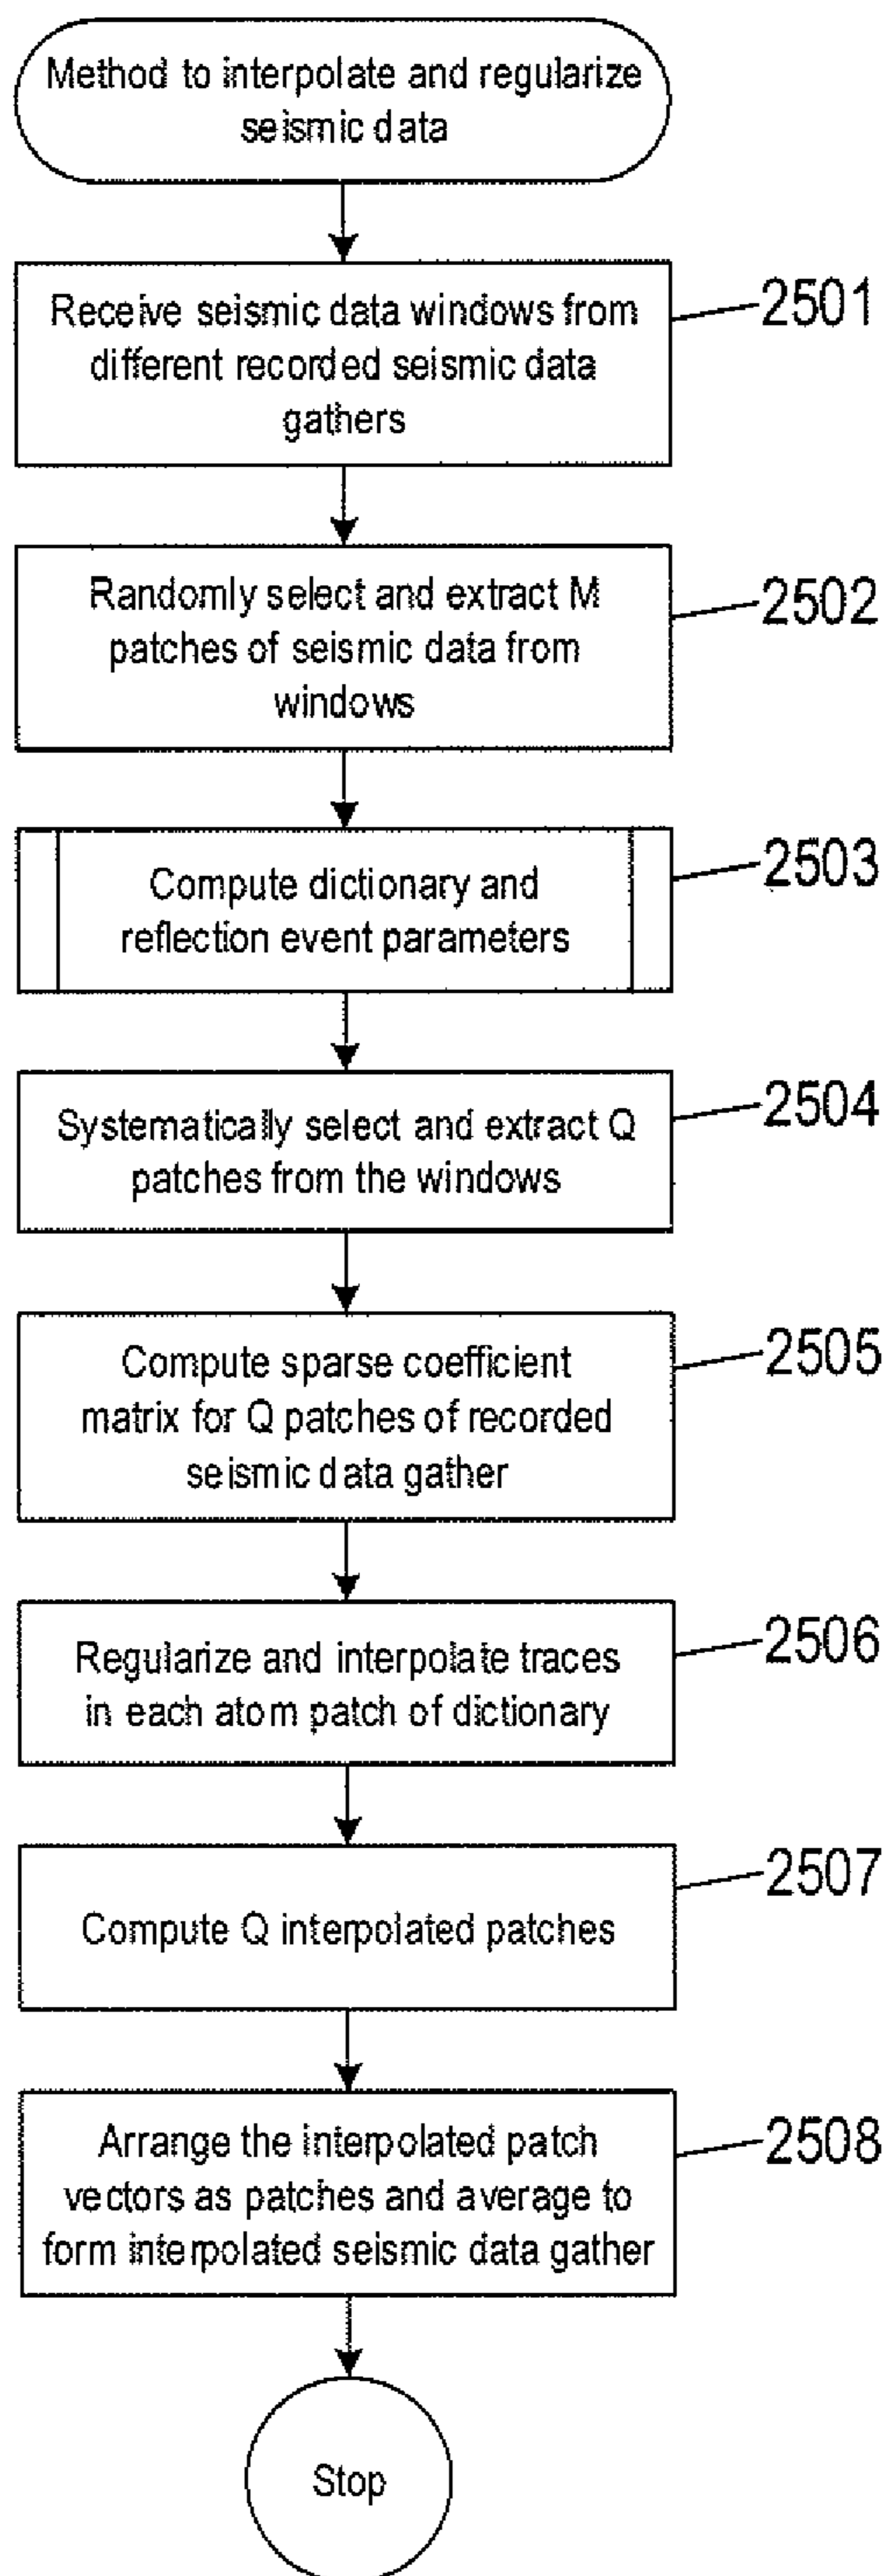 Method to interpolate and regularize
seismic data
Receive seismic data windows from
different recorded seismic data
gathers
2501
Randomly select and extract M
patches of seismic data from
windows
2502
Compute dictionary and
reflection event parameters
2503
Systematically select and extract Q
patches from the windows
2504
Compute sparse coefficient
matrix for Q patches of recorded
seismic data gather
2505
Regularize and interpolate traces
in each atom patch of dictionary
2506
Compute Q interpolated patches
2507
Arrange the interpolated patch
vectors as patches and average to
form interpolated seismic data gather
2508
Stop